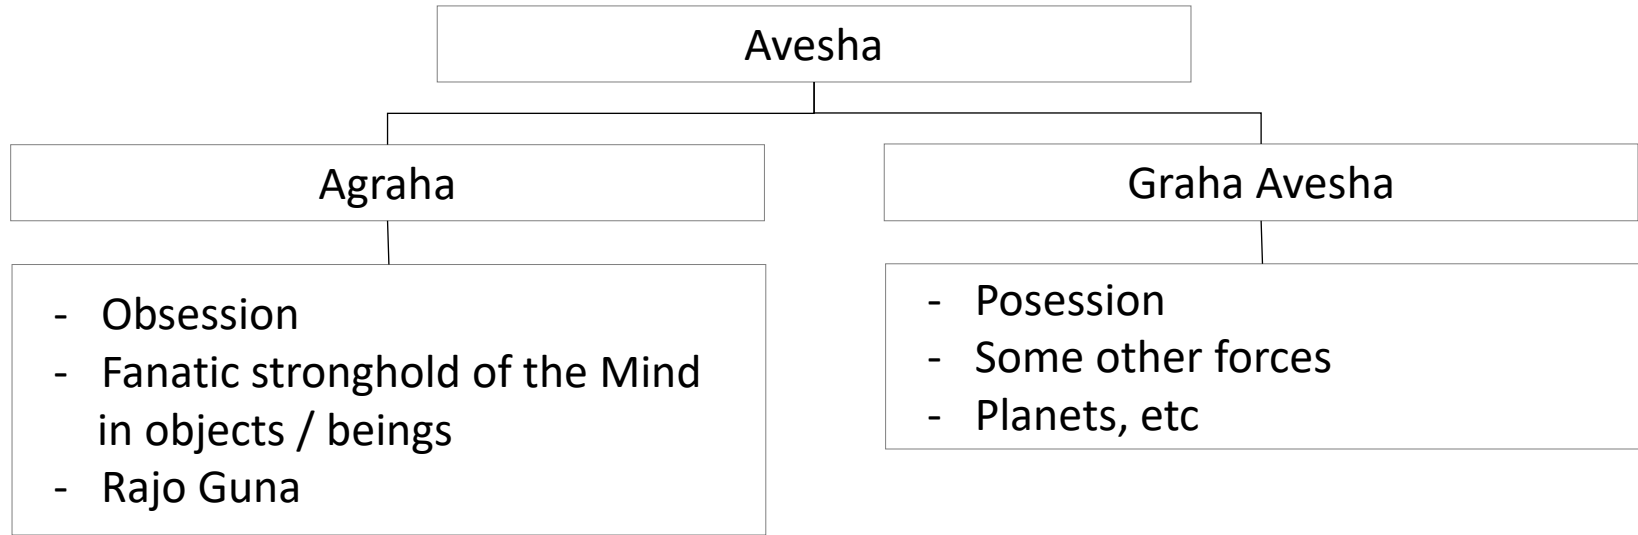 Avesha
Agraha
Graha Avesha
- Obsession
- Fanatic stronghold of the Mind
in objects / beings
- Rajo Guna
- Posession
- Some other forces
- Planets, etc